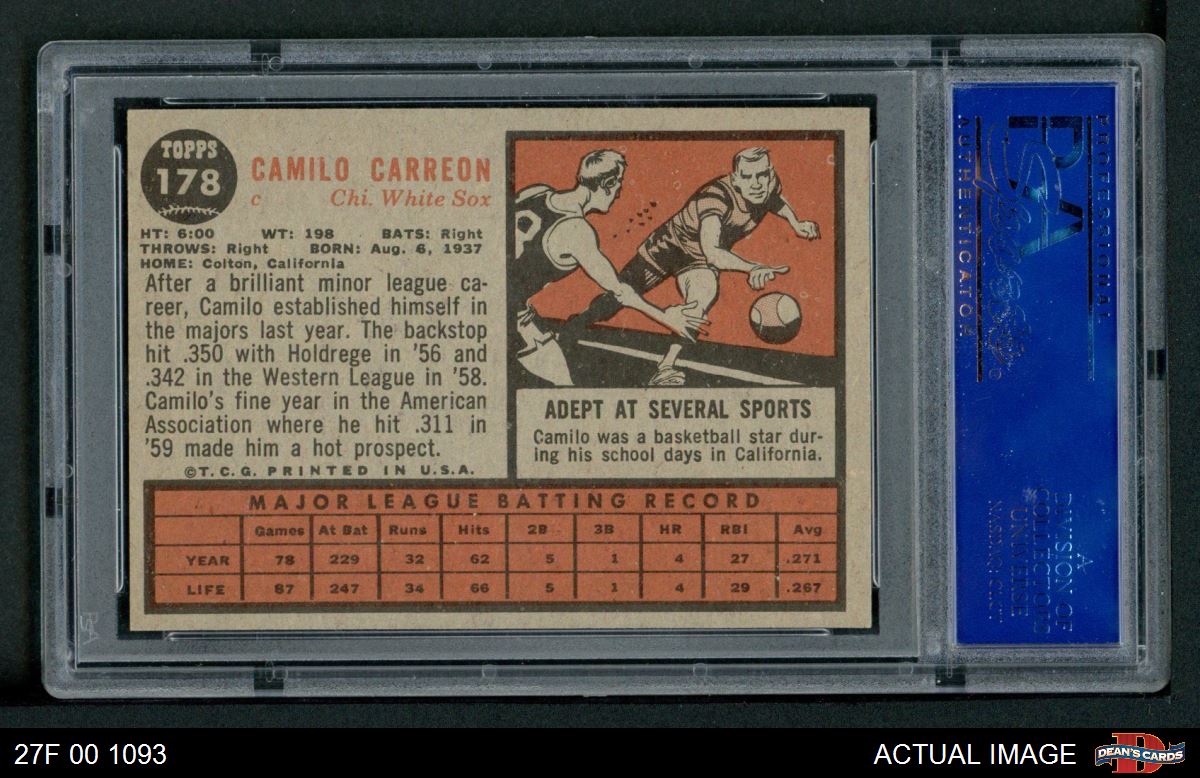 TOPPS
178
CAMILO CARREON
c Chi. White Sox
HT: 6:00 WT: 198 BATS: Right
THROWS: Right BORN: Aug. 6, 1937
HOME: Colton, California
After a brilliant minor league ca-
reer, Camilo established himself in
the majors last year. The backstop
hit .350 with Holdrege in '56 and
.342 in the Western League in '58.
Camilo's fine year in the American
Association where he hit .311 in
'59 made him a hot prospect.
©T.C.G. PRINTED IN U.S.A.
ADEPT AT SEVERAL SPORTS
Camilo was a basketball star dur-
ing his school days in California.
MAJOR LEAGUE BATTING RECORD
Games At Bat Runs Hits 2B 3B HR RBI Avg
YEAR 78 229 32 62 5 1 4 27 .271
LIFE 87 247 34 66 5 1 4 29 .267
PSA
PROFESSIONAL
AUTHENTICATOR
A
DIVISION OF
COLLECTORS
UNIVERSE
PSA
27F 00 1093
ACTUAL IMAGE
DEAN'S CARDS